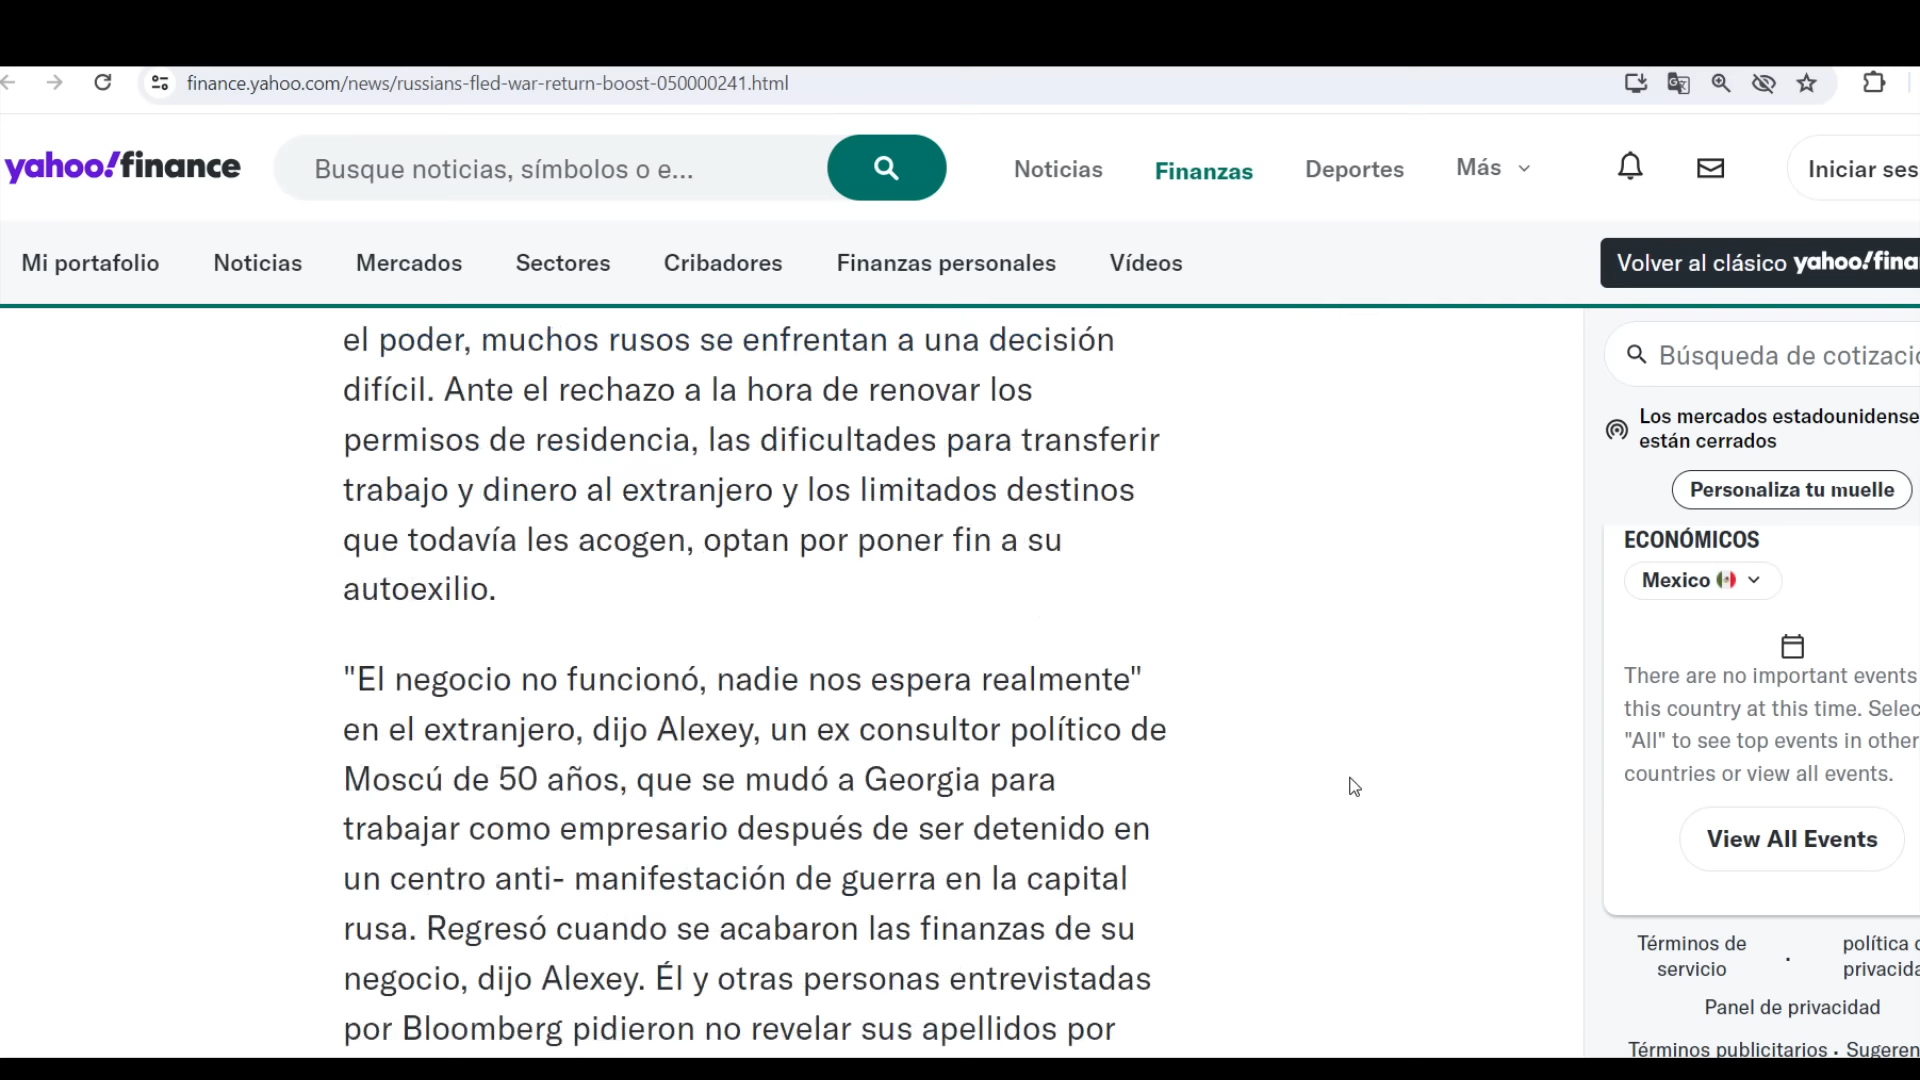 finance.yahoo.com/news/russians-fled-war-return-boost-050000241.html
yahoo!finance
Busque noticias, símbolos o e...
Noticias
Finanzas
Deportes
Más
Iniciar ses
Mi portafolio
Noticias
Mercados
Sectores
Cribadores
Finanzas personales
Vídeos
Volver al clásico yahoo!fina
el poder, muchos rusos se enfrentan a una decisión
difícil. Ante el rechazo a la hora de renovar los
permisos de residencia, las dificultades para transferir
trabajo y dinero al extranjero y los limitados destinos
que todavía les acogen, optan por poner fin a su
autoexilio.
"El negocio no funcionó, nadie nos espera realmente"
en el extranjero, dijo Alexey, un ex consultor político de
Moscú de 50 años, que se mudó a Georgia para
trabajar como empresario después de ser detenido en
un centro anti- manifestación de guerra en la capital
rusa. Regresó cuando se acabaron las finanzas de su
negocio, dijo Alexey. Él y otras personas entrevistadas
por Bloomberg pidieron no revelar sus apellidos por
Búsqueda de cotizacio
Los mercados estadounidense
están cerrados
Personaliza tu muelle
ECONÓMICOS
Mexico
There are no important events
this country at this time. Selec
"All" to see top events in other
countries or view all events.
View All Events
Términos de
servicio
·
política d
privacida
Panel de privacidad
Términos publicitarios · Sugeren